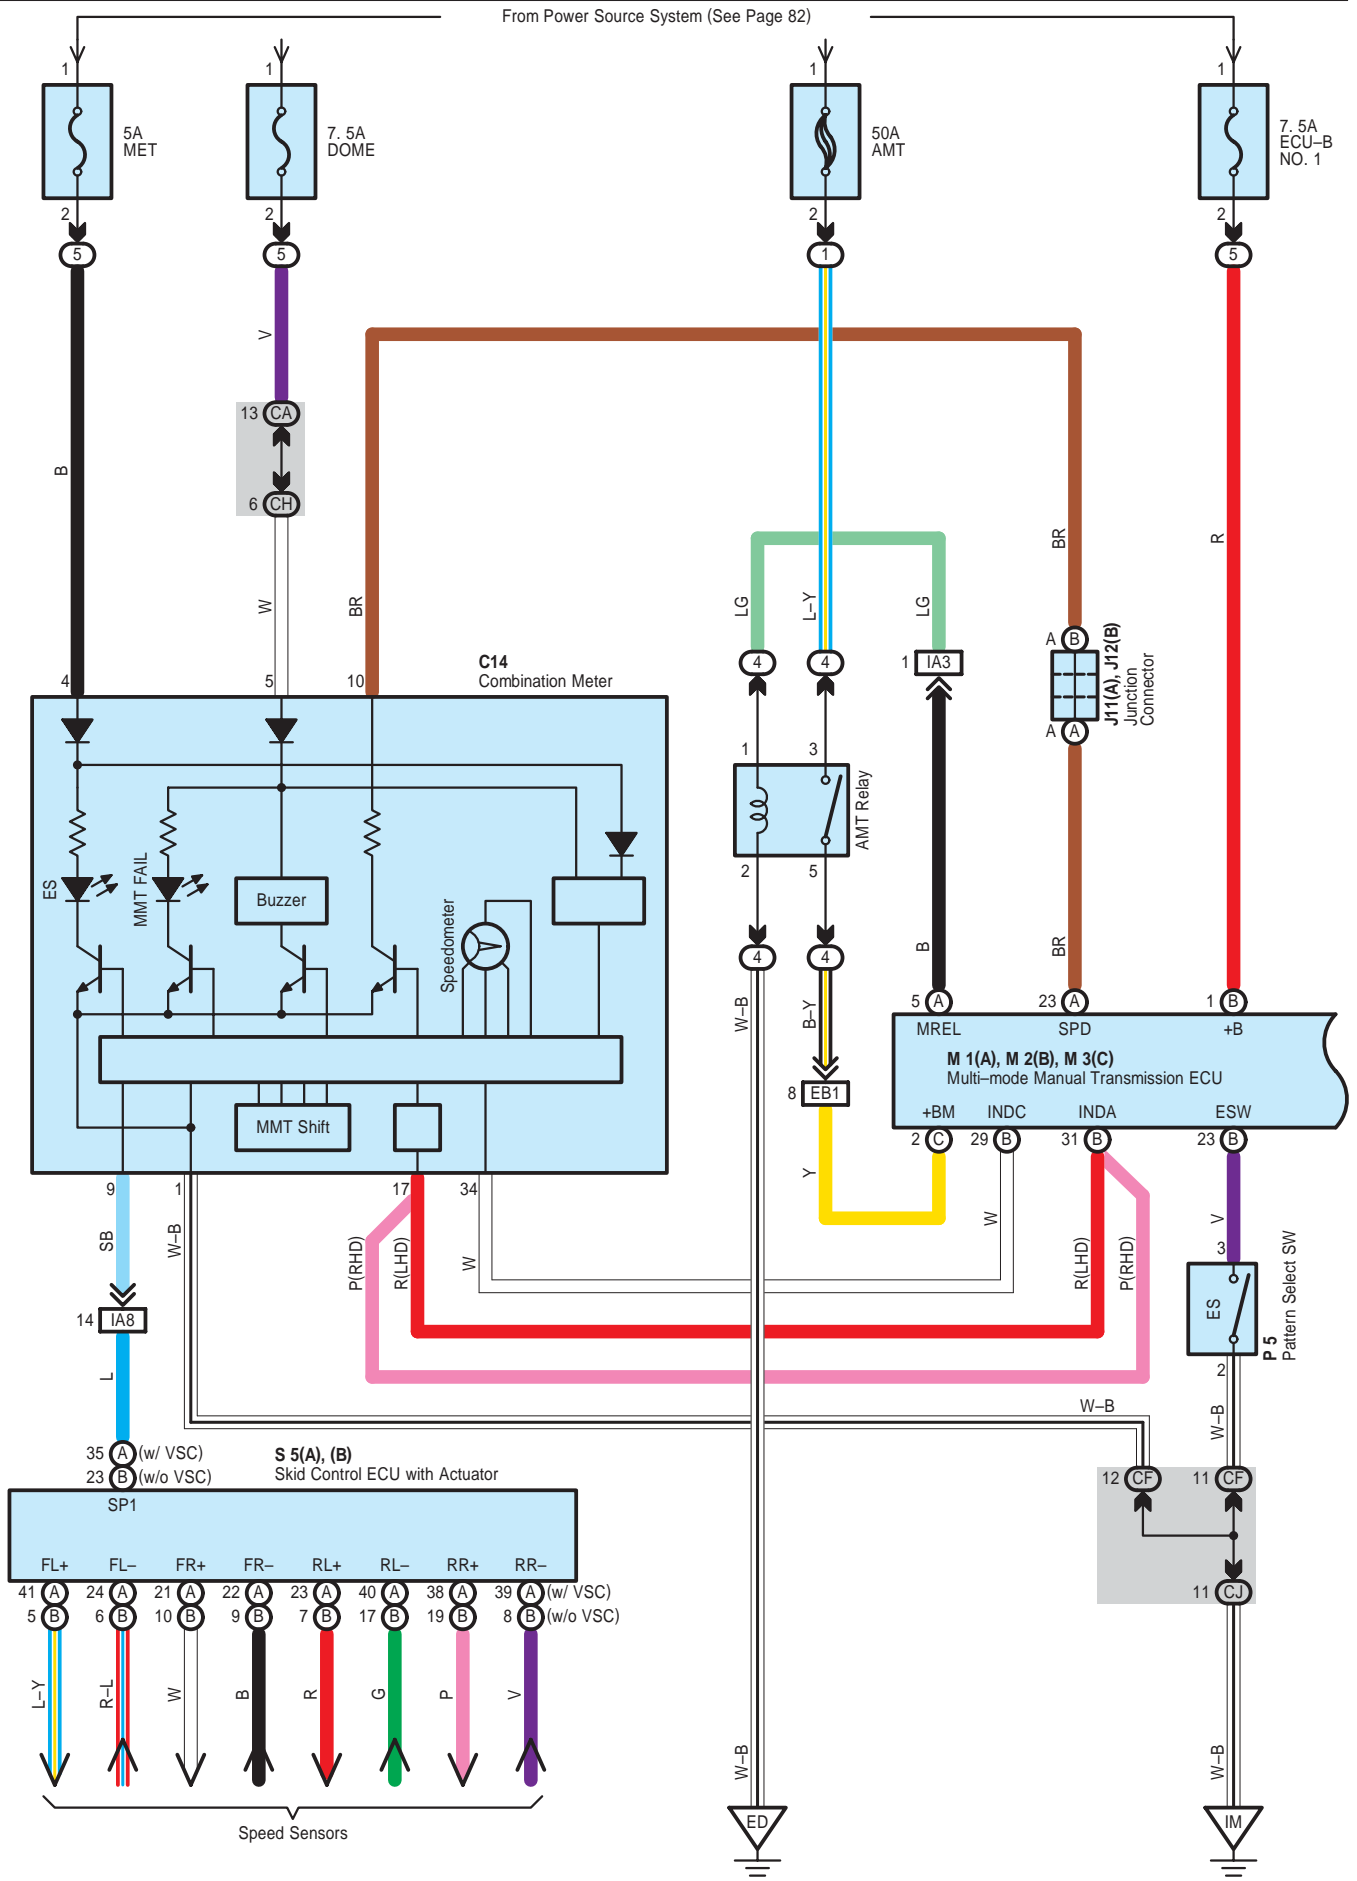 From Power Source System (See Page 82)
1
1
1
1
5A
MET
7. 5A
DOME
50A
AMT
7. 5A
ECU–B
NO. 1
2
2
2
2
5
5
1
5
V
13 CA
B
6 CH
BR
R
W
BR
LG
L–Y
LG
C14
Combination Meter
4
4
1 IA3
A B
J11(A), J12(B)
Junction
Connector
A A
4
5
10
1
3
AMT Relay
2
5
ES
MMT FAIL
Buzzer
Speedometer
4
4
B
BR
W–B
B–Y
5 A
23 A
1 B
MREL
SPD
+B
M 1(A), M 2(B), M 3(C)
Multi–mode Manual Transmission ECU
8 EB1
+BM
INDC
INDA
ESW
2 C
29 B
31 B
23 B
MMT Shift
9
1
17
34
Y
W
V
SB
W–B
P(RHD)
R(LHD)
W
R(LHD)
P(RHD)
3
ES
P 5
Pattern Select SW
2
14 IA8
L
W–B
W–B
35 A (w/ VSC)
23 B (w/o VSC)
S 5(A), (B)
Skid Control ECU with Actuator
12 CF
11 CF
SP1
FL+
FL–
FR+
FR–
RL+
RL–
RR+
RR–
41 A
24 A
21 A
22 A
23 A
40 A
38 A
39 A (w/ VSC)
5 B
6 B
10 B
9 B
7 B
17 B
19 B
8 B (w/o VSC)
11 CJ
L–Y
R–L
W
B
R
G
P
V
W–B
W–B
Speed Sensors
ED
IM